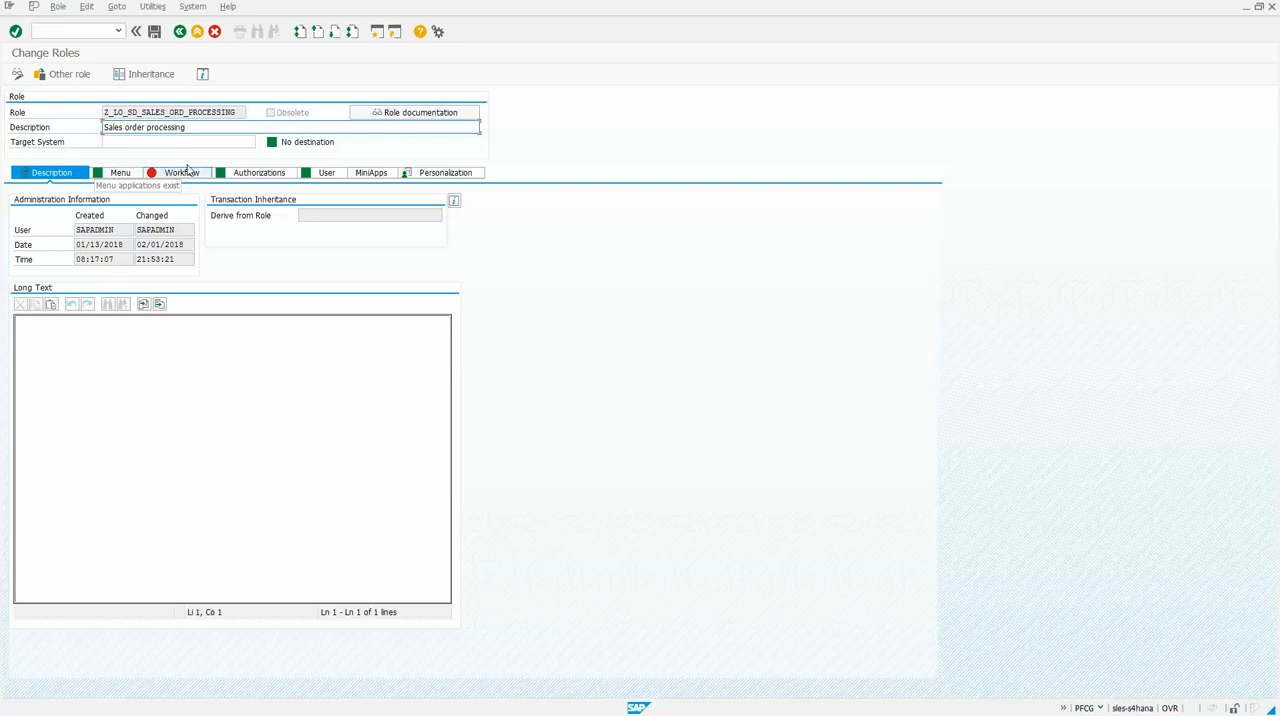 Role Edit Goto Utilities System Help
Change Roles
Other role Inheritance
Role
Role Z_LO_SD_SALES_ORD_PROCESSING Obsolete Role documentation
Description Sales order processing
Target System No destination
Description Menu Workflow Authorizations User MiniApps Personalization
Menu applications exist
Administration Information Transaction Inheritance
Created Changed Derive from Role
User SAPADMIN SAPADMIN
Date 01/13/2018 02/01/2018
Time 08:17:07 21:53:21
Long Text
Li 1, Co 1 Ln 1 - Ln 1 of 1 lines
SAP PFCG sles-s4hana OVR